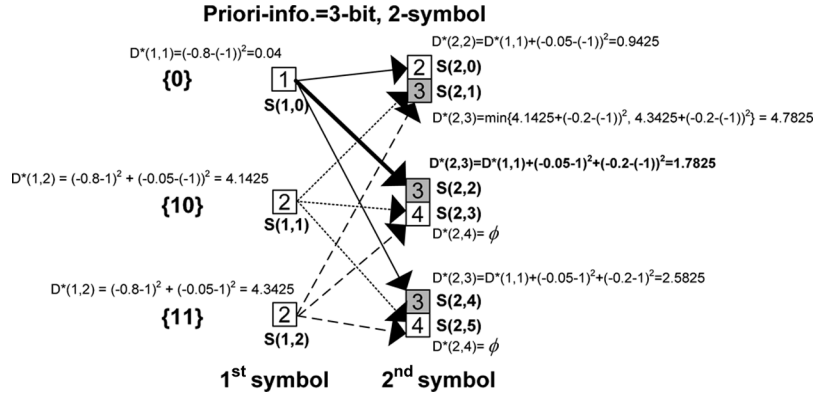 Priori-info.=3-bit, 2-symbol
D*(1,1)=(-0.8-(-1))²=0.04
{0}
1
S(1,0)
D*(2,2)=D*(1,1)+(-0.05-(-1))²=0.9425
2 S(2,0)
3 S(2,1)
D*(2,3)=min{4.1425+(-0.2-(-1))², 4.3425+(-0.2-(-1))²} = 4.7825
D*(1,2) = (-0.8-1)² + (-0.05-(-1))² = 4.1425
{10}
2
S(1,1)
D*(2,3)=D*(1,1)+(-0.05-1)²+(-0.2-(-1))²=1.7825
3 S(2,2)
4 S(2,3)
D*(2,4)= ϕ
D*(1,2) = (-0.8-1)² + (-0.05-1)² = 4.3425
{11}
2
S(1,2)
D*(2,3)=D*(1,1)+(-0.05-1)²+(-0.2-1)²=2.5825
3 S(2,4)
4 S(2,5)
D*(2,4)= ϕ
1st symbol 2nd symbol